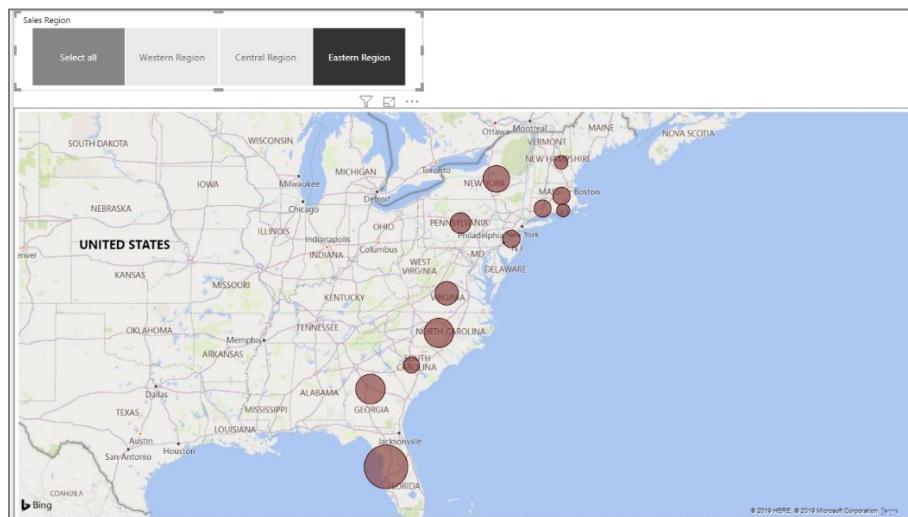 Sales Region
Select all
Western Region
Central Region
Eastern Region
Ottawa
Montreal
MAINE
NOVA SCOTIA
VERMONT
SOUTH DAKOTA
WISCONSIN
MICHIGAN
Toronto
NEW HAMPSHIRE
NEW YORK
MASS
Boston
IOWA
Milwaukee
Detroit
Chicago
NEBRASKA
PENNSYLVANIA
OHIO
ILLINOIS
Philadelphia
New York
UNITED STATES
Indianapolis
Columbus
NJ
INDIANA
MD
WEST
VIRGINIA
DELAWARE
KANSAS
MISSOURI
KENTUCKY
VIRGINIA
OKLAHOMA
TENNESSEE
NORTH CAROLINA
Memphis
ARKANSAS
SOUTH
CAROLINA
ALABAMA
Dallas
MISSISSIPPI
GEORGIA
TEXAS
LOUISIANA
Austin
Jacksonville
Houston
San Antonio
FLORIDA
COAHUILA
Bing
© 2019 HERE, © 2019 Microsoft Corporation Terms